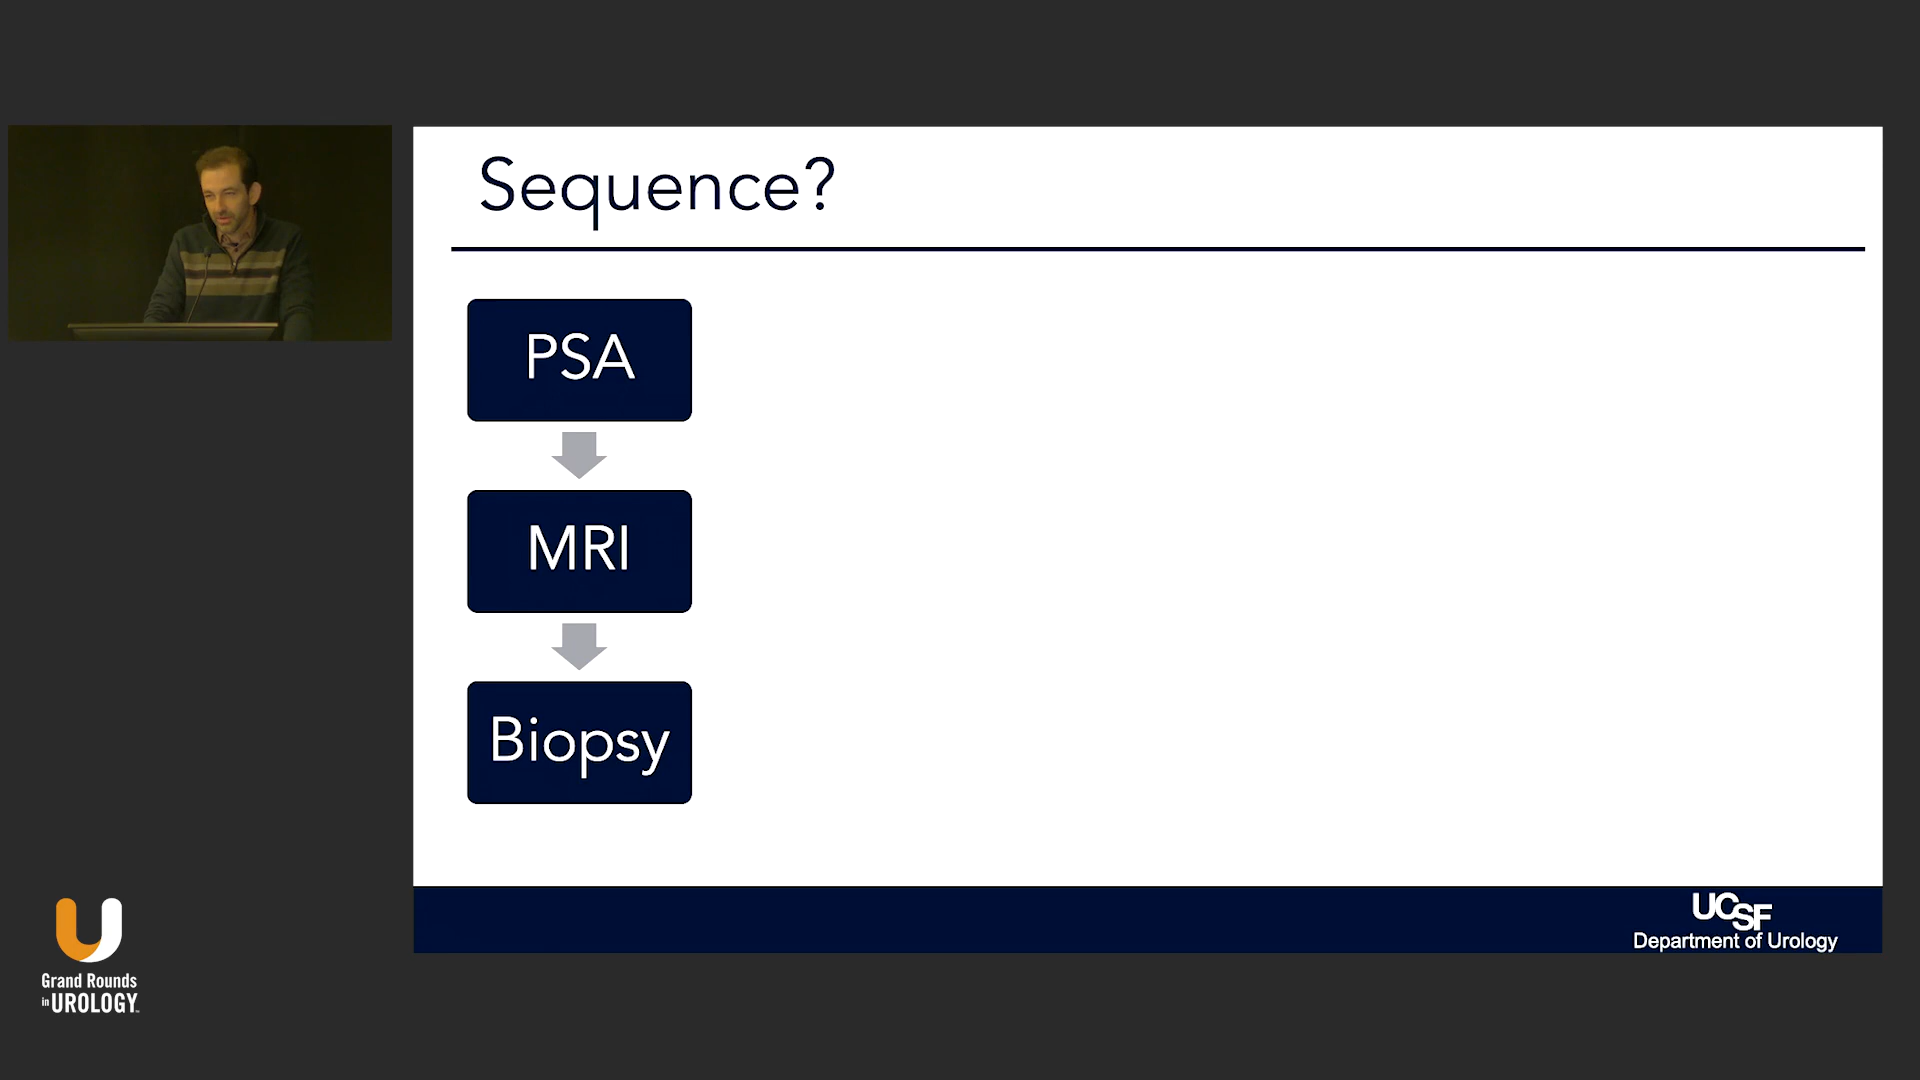 Sequence?
PSA
MRI
Biopsy
UCSF
Department of Urology
Grand Rounds
in UROLOGY